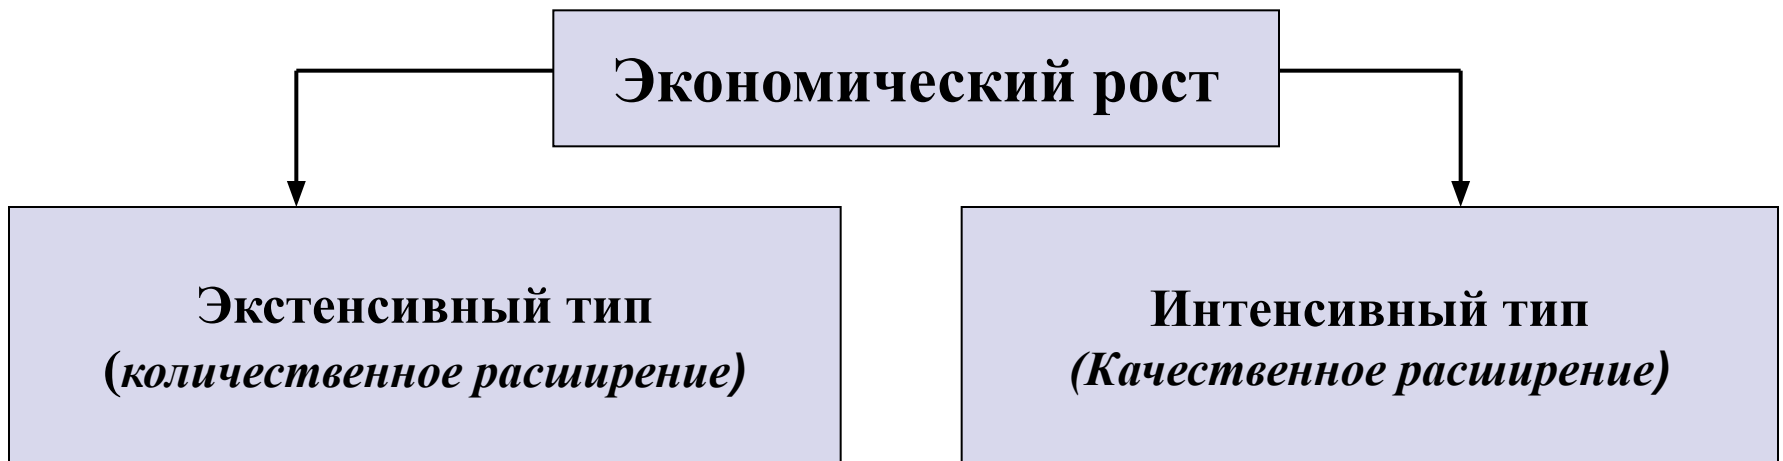 Экономический рост
Экстенсивный тип
(количественное расширение)
Интенсивный тип
(Качественное расширение)